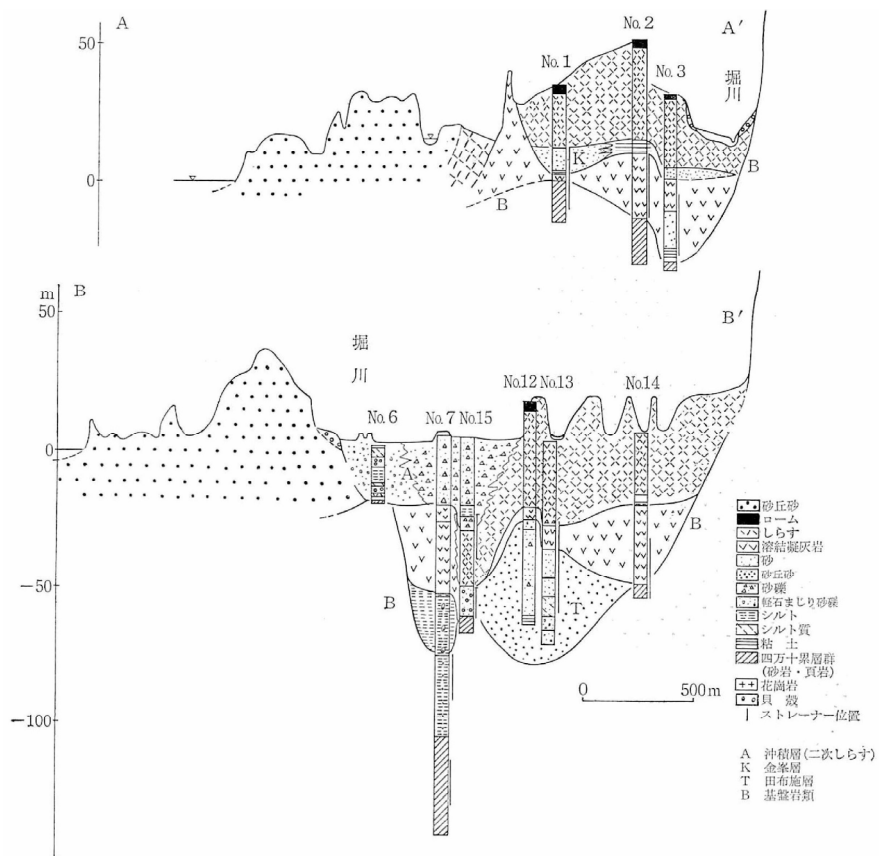 A
A′
50
0
No.1
No.2
No.3
堀川
K
B
B
m
B
B′
50
0
−50
−100
堀川
No.6
No.7
No.15
No.12
No.13
No.14
A
B
T
B
0 500m
砂丘砂
ローム
しらす
溶結凝灰岩
砂
砂丘砂
砂礫
軽石まじり砂礫
シルト
シルト質
粘土
四万十累層群
(砂岩・頁岩)
花崗岩
貝殻
ストレーナー位置
A 沖積層(二次しらす)
K 金峯層
T 田布施層
B 基盤岩類